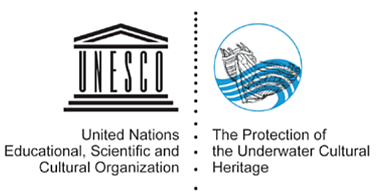 UNESCO
United Nations
Educational, Scientific and
Cultural Organization
The Protection of
the Underwater Cultural
Heritage